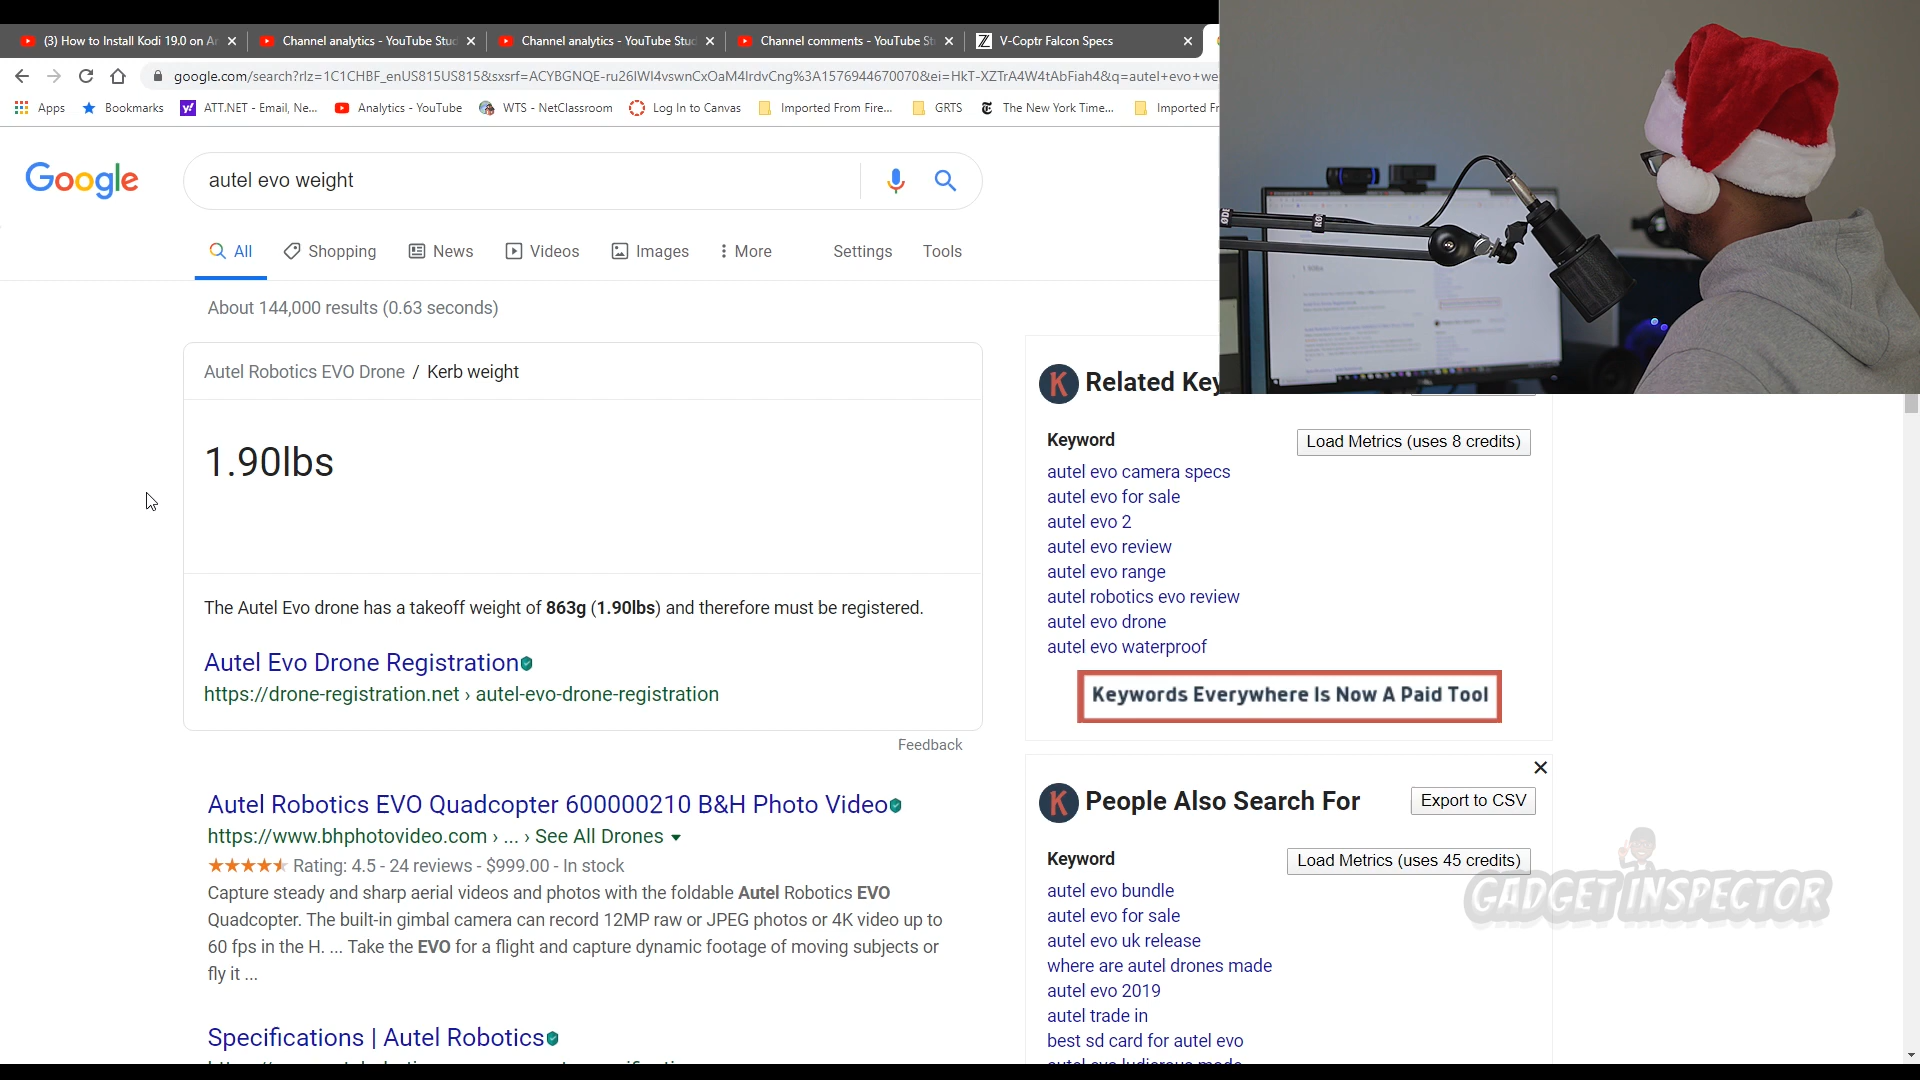 (3) How to Install Kodi 19.0 on A
Channel analytics - YouTube Stu
Channel analytics - YouTube Stu
Channel comments - YouTube St
V-Coptr Falcon Specs
google.com/search?rlz=1C1CHBF_enUS815US815&sxsrf=ACYBGNQE-ru26IWI4vswnCxOaM4IrdvCng%3A1576944670070&ei=HkT-XZTrA4W4tAbFiah4&q=autel+evo+we
Apps
Bookmarks
ATT.NET - Email, Ne...
Analytics - YouTube
WTS - NetClassroom
Log In to Canvas
Imported From Fire...
GRTS
The New York Time...
Imported Fr
Google
autel evo weight
All
Shopping
News
Videos
Images
More
Settings
Tools
About 144,000 results (0.63 seconds)
Autel Robotics EVO Drone / Kerb weight
1.90lbs
The Autel Evo drone has a takeoff weight of 863g (1.90lbs) and therefore must be registered.
Autel Evo Drone Registration
https://drone-registration.net › autel-evo-drone-registration
Feedback
Autel Robotics EVO Quadcopter 600000210 B&H Photo Video
https://www.bhphotovideo.com › ... › See All Drones
Rating: 4.5 - 24 reviews - $999.00 - In stock
Capture steady and sharp aerial videos and photos with the foldable Autel Robotics EVO
Quadcopter. The built-in gimbal camera can record 12MP raw or JPEG photos or 4K video up to
60 fps in the H. ... Take the EVO for a flight and capture dynamic footage of moving subjects or
fly it ...
Specifications | Autel Robotics
K Related Key
Keyword
Load Metrics (uses 8 credits)
autel evo camera specs
autel evo for sale
autel evo 2
autel evo review
autel evo range
autel robotics evo review
autel evo drone
autel evo waterproof
Keywords Everywhere Is Now A Paid Tool
K People Also Search For
Export to CSV
Keyword
Load Metrics (uses 45 credits)
autel evo bundle
autel evo for sale
autel evo uk release
where are autel drones made
autel evo 2019
autel trade in
best sd card for autel evo
GADGET INSPECTOR